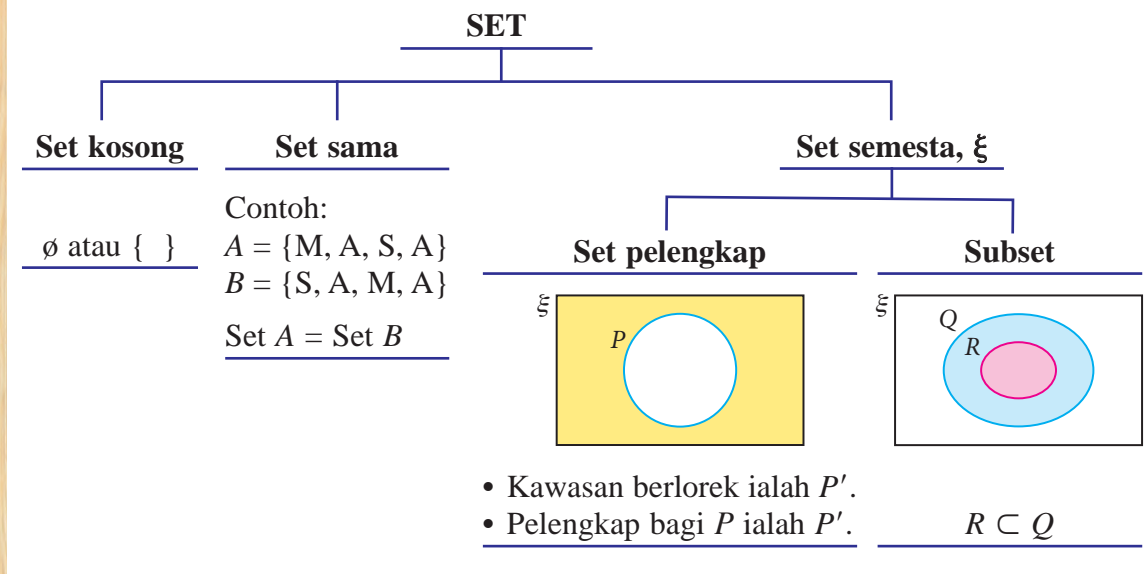 SET
Set kosong
ø atau { }
Set sama
Contoh:
A = {M, A, S, A}
B = {S, A, M, A}
Set A = Set B
Set semesta, ξ
Set pelengkap
ξ
P
• Kawasan berlorek ialah P′.
• Pelengkap bagi P ialah P′.
Subset
ξ
Q
R
R ⊂ Q